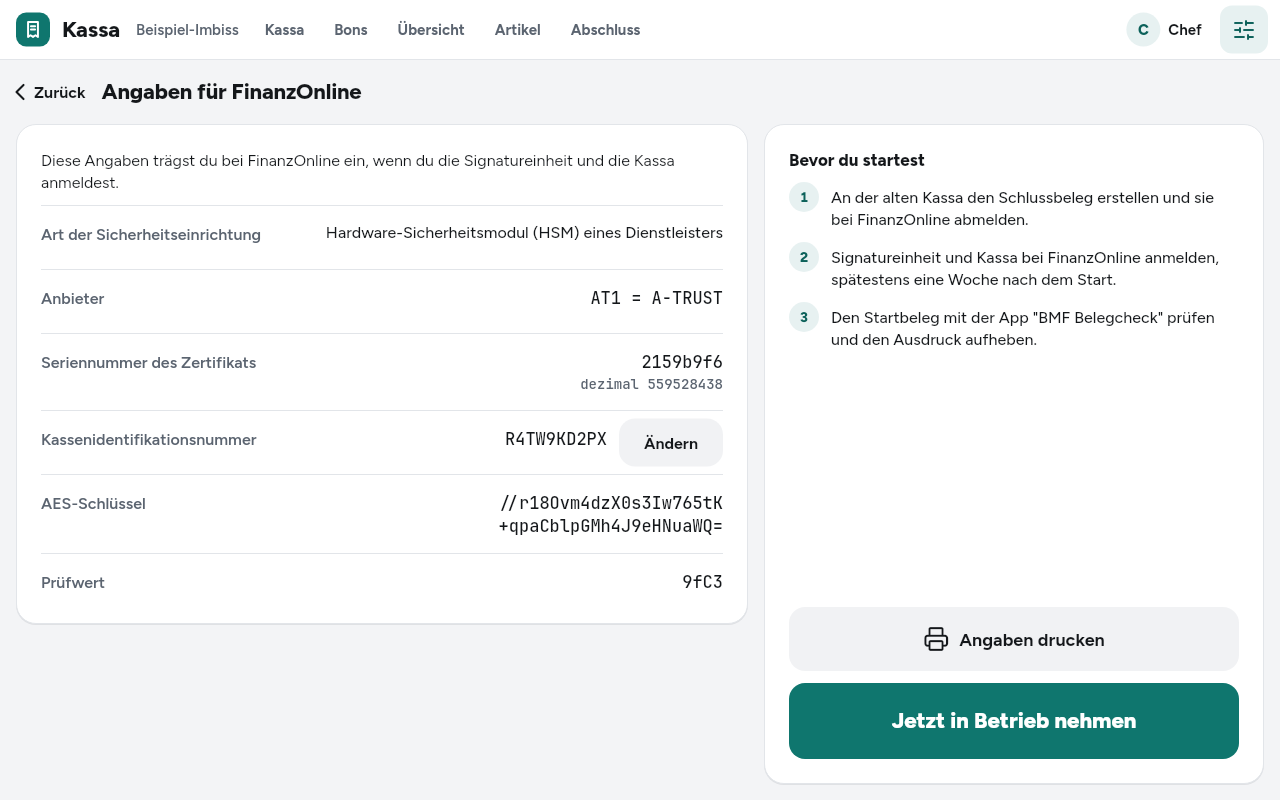 Kassa Beispiel-Imbiss Kassa Bons Übersicht Artikel Abschluss C Chef
Zurück Angaben für FinanzOnline
Diese Angaben trägst du bei FinanzOnline ein, wenn du die Signatureinheit und die Kassa
anmeldest.
Art der Sicherheitseinrichtung Hardware-Sicherheitsmodul (HSM) eines Dienstleisters
Anbieter AT1 = A-TRUST
Seriennummer des Zertifikats 2159b9f6
dezimal 559528438
Kassenidentifikationsnummer R4TW9KD2PX Ändern
AES-Schlüssel //r18Ovm4dzX0s3Iw765tK
+qpaCblpGMh4J9eHNuaWQ=
Prüfwert 9fC3
Bevor du startest
1 An der alten Kassa den Schlussbeleg erstellen und sie
bei FinanzOnline abmelden.
2 Signatureinheit und Kassa bei FinanzOnline anmelden,
spätestens eine Woche nach dem Start.
3 Den Startbeleg mit der App "BMF Belegcheck" prüfen
und den Ausdruck aufheben.
Angaben drucken
Jetzt in Betrieb nehmen